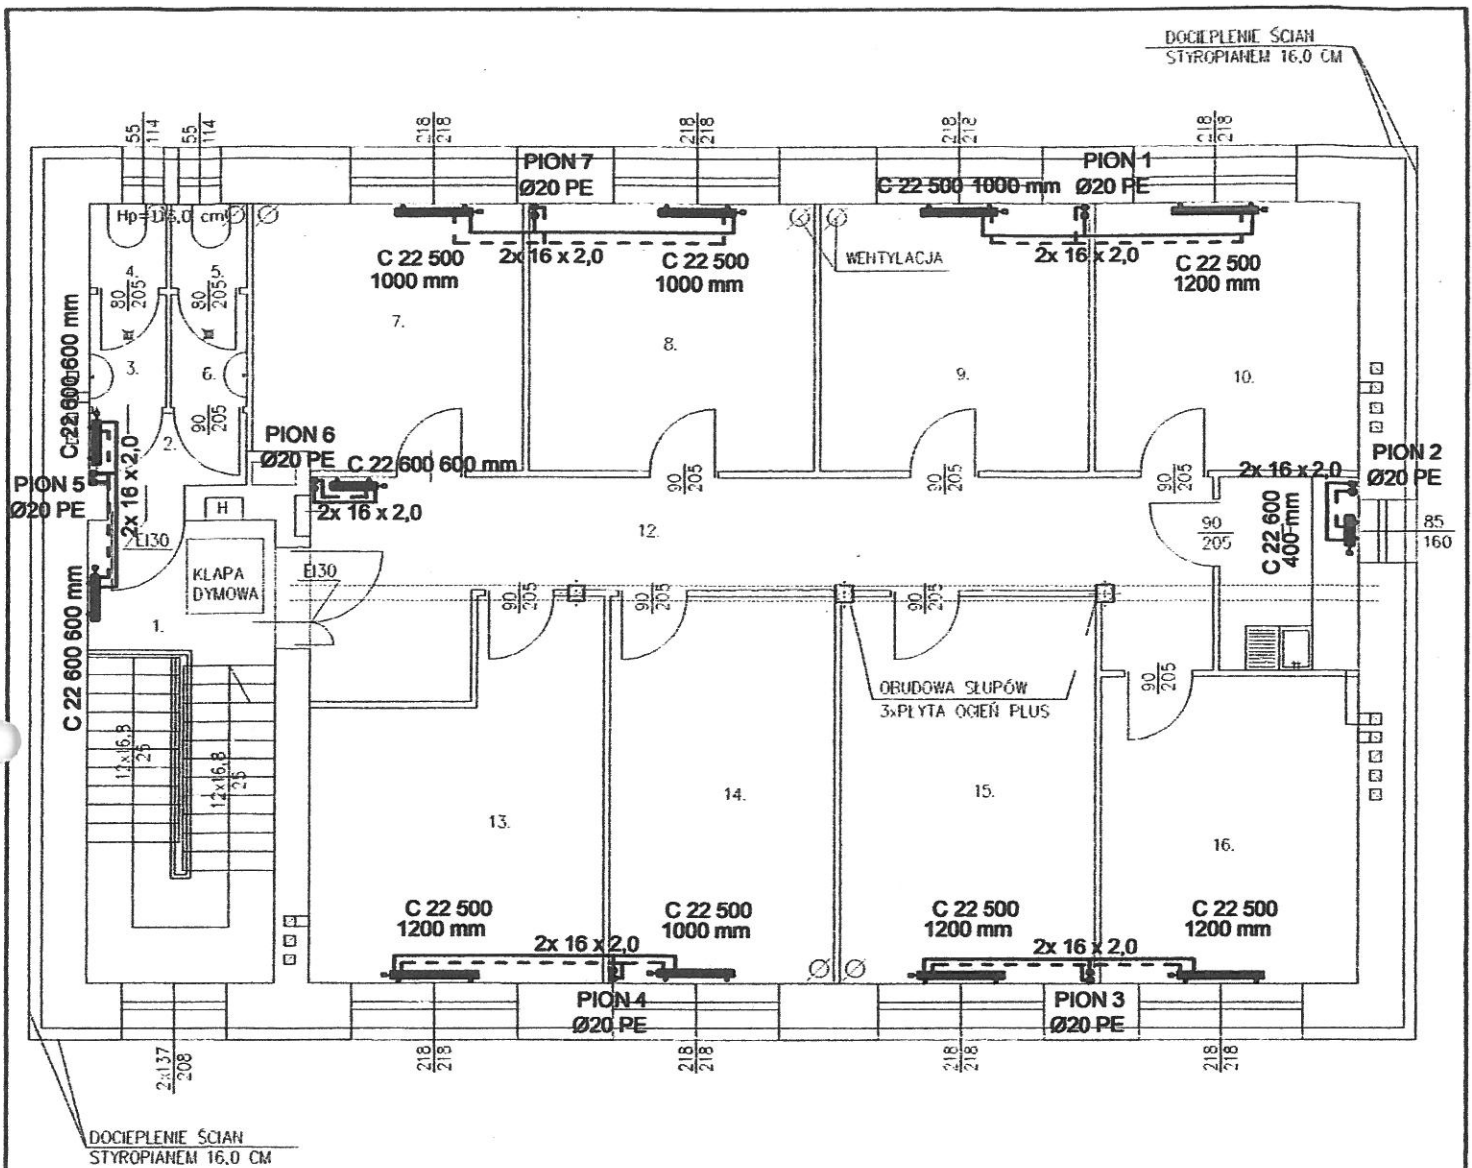 DOCIEPLENIE ŚCIAN
STYROPIANEM 16,0 CM
55
114
55
114
218
218
218
218
218
218
218
218
PION 7
Ø20 PE
PION 1
Ø20 PE
C 22 500 1000 mm
WENTYLACJA
2x 16 x 2,0
2x 16 x 2,0
C 22 500
1000 mm
C 22 500
1000 mm
C 22 500
1200 mm
4.
5.
80
205
80
205
7.
8.
9.
10.
3.
6.
C 22 600 600 mm
2.
90
205
2x 16 x 2,0
PION 5
Ø20 PE
PION 6
Ø20 PE
C 22 600 600 mm
2x 16 x 2,0
90
205
90
205
90
205
PION 2
Ø20 PE
2x 16 x 2,0
H
12.
90
205
C 22 600
400 mm
85
160
EI30
EI30
KLAPA
DYMOWA
1.
90
205
90
205
90
205
C 22 600 600 mm
OBUDOWA SŁUPÓW
3xPŁYTA OGIEŃ PLUS
90
205
12x16,8
25
12x16,8
25
13.
14.
15.
16.
C 22 500
1200 mm
C 22 500
1000 mm
C 22 500
1200 mm
C 22 500
1200 mm
2x 16 x 2,0
2x 16 x 2,0
PION 4
Ø20 PE
PION 3
Ø20 PE
2x137
208
218
218
218
218
218
218
218
218
DOCIEPLENIE ŚCIAN
STYROPIANEM 16,0 CM